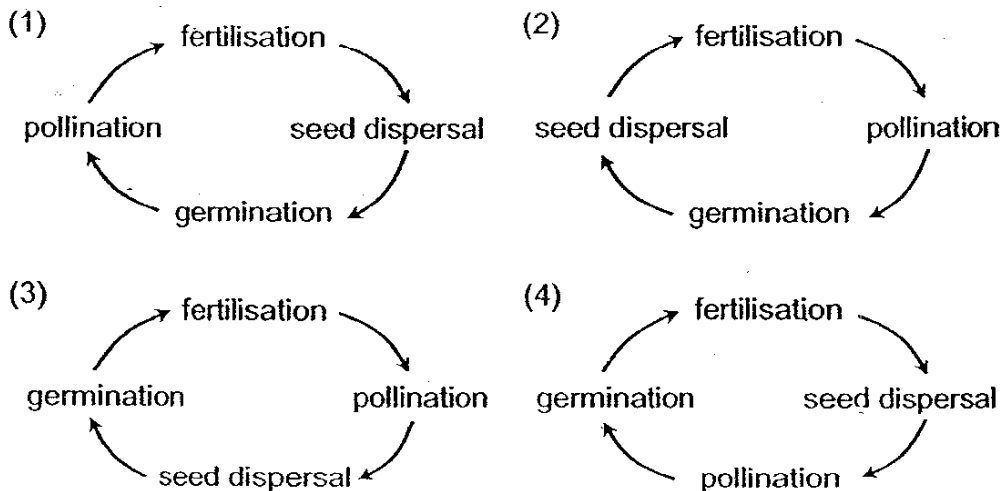 (1)
fertilisation
pollination
seed dispersal
germination
(2)
fertilisation
seed dispersal
pollination
germination
(3)
fertilisation
germination
pollination
seed dispersal
(4)
fertilisation
germination
seed dispersal
pollination